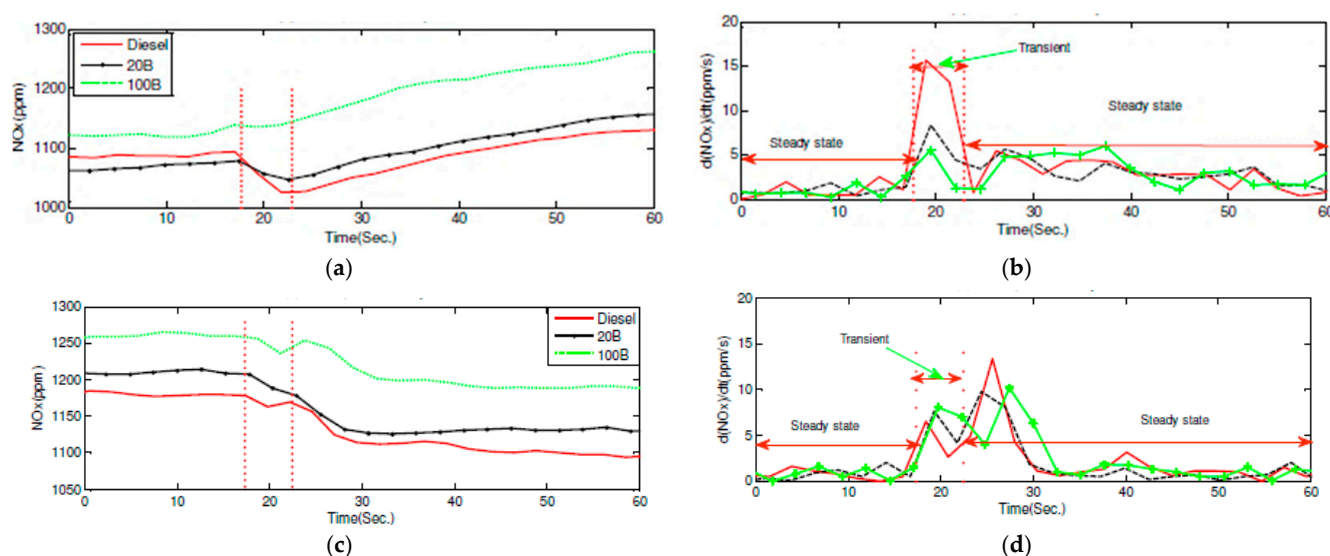 1300
1200
1100
1000
NOx(ppm)
Diesel
20B
100B
0 10 20 30 40 50 60
Time(Sec.)
(a)
20
15
10
5
0
d(NOx)/dt(ppm/s)
Transient
Steady state
Steady state
0 10 20 30 40 50 60
Time(Sec.)
(b)
1300
1250
1200
1150
1100
1050
NOx(ppm)
Diesel
20B
100B
0 10 20 30 40 50 60
Time(Sec.)
(c)
20
15
10
5
0
d(NOx)/dt(ppm/s)
Transient
Steady state
Steady state
0 10 20 30 40 50 60
Time(Sec.)
(d)